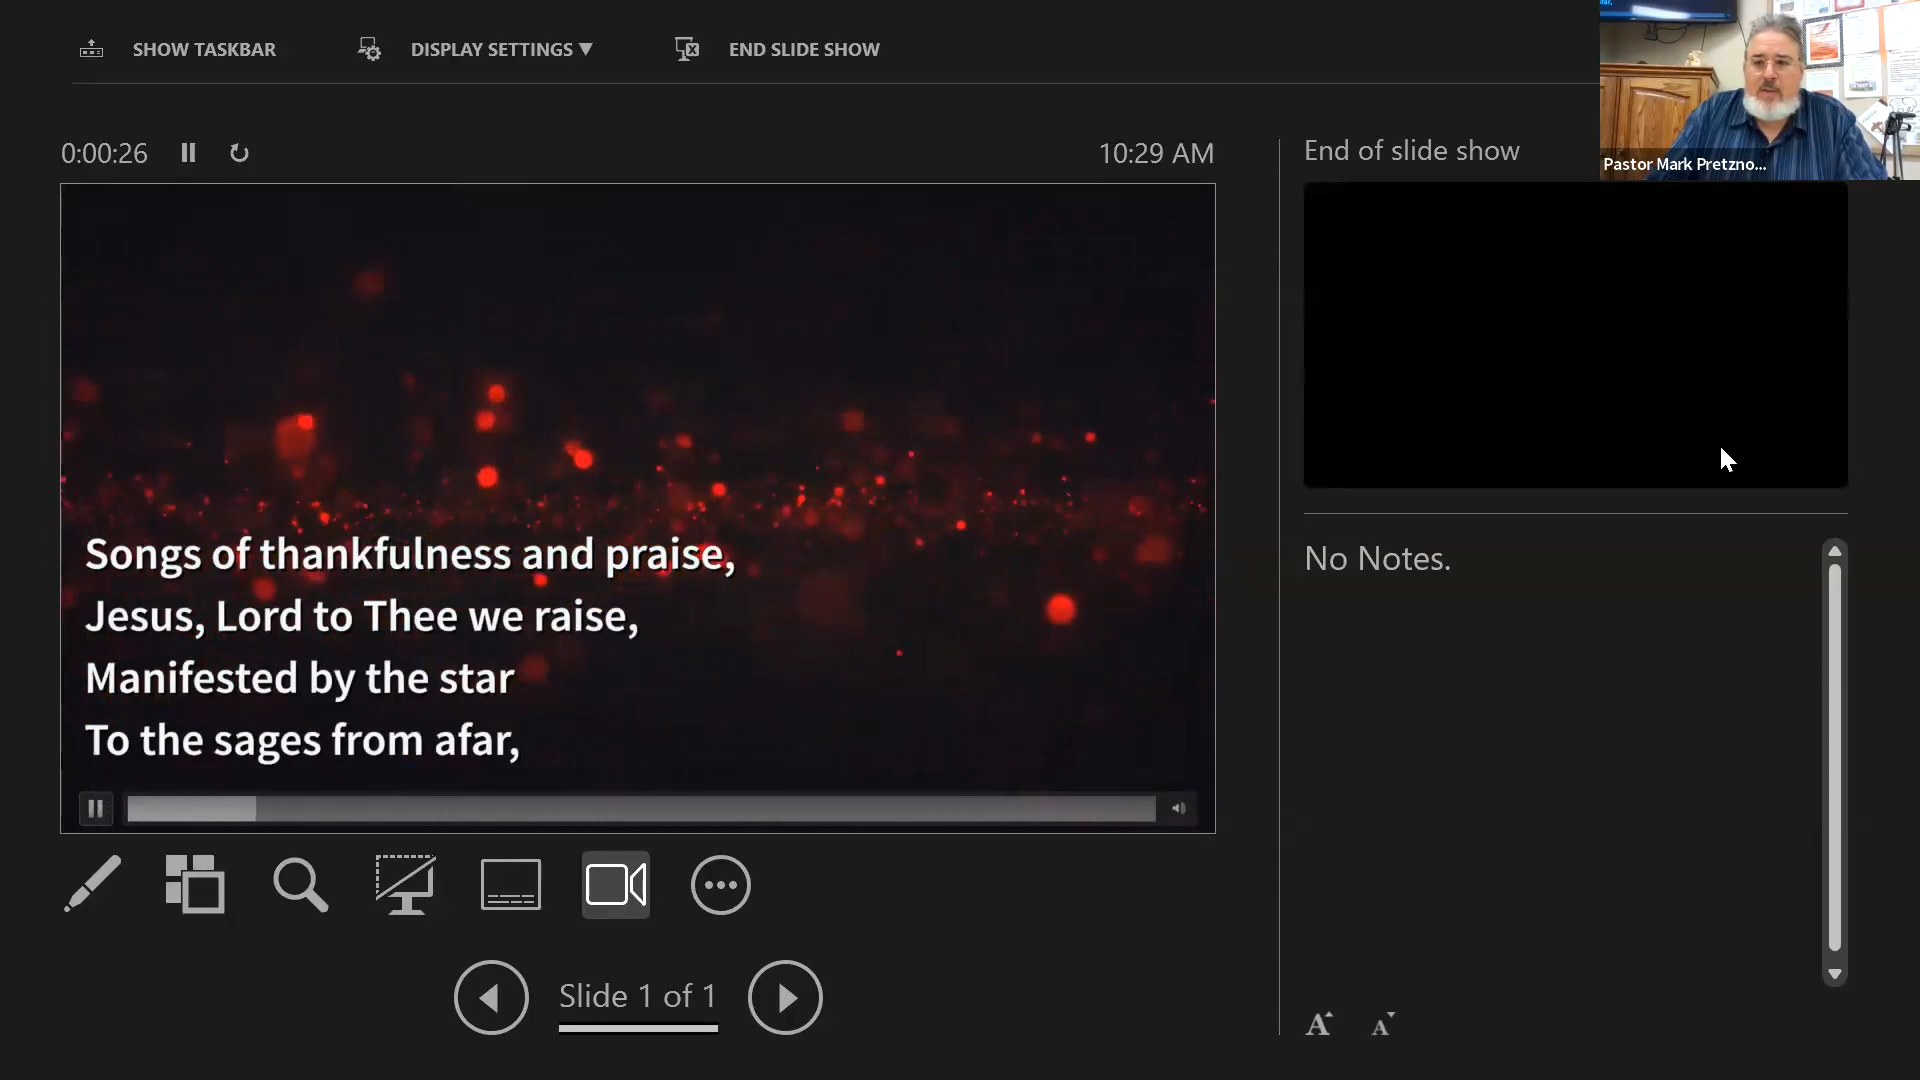 SHOW TASKBAR
DISPLAY SETTINGS ▼
END SLIDE SHOW
0:00:26
10:29 AM
Songs of thankfulness and praise,
Jesus, Lord to Thee we raise,
Manifested by the star
To the sages from afar,
Slide 1 of 1
End of slide show
Pastor Mark Pretzno...
No Notes.
A
A